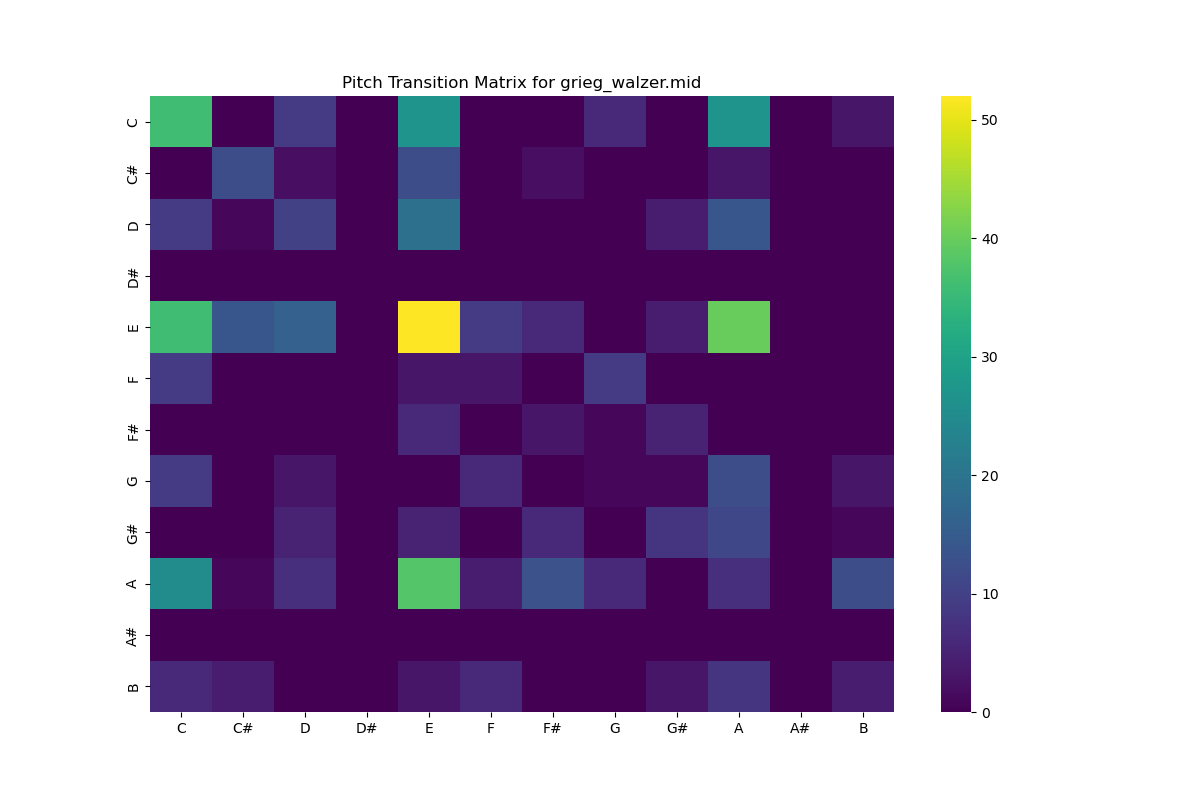 Pitch Transition Matrix for grieg_walzer.mid
C
C#
D
D#
E
F
F#
G
G#
A
A#
B
C C# D D# E F F# G G# A A# B
50
40
30
20
10
0